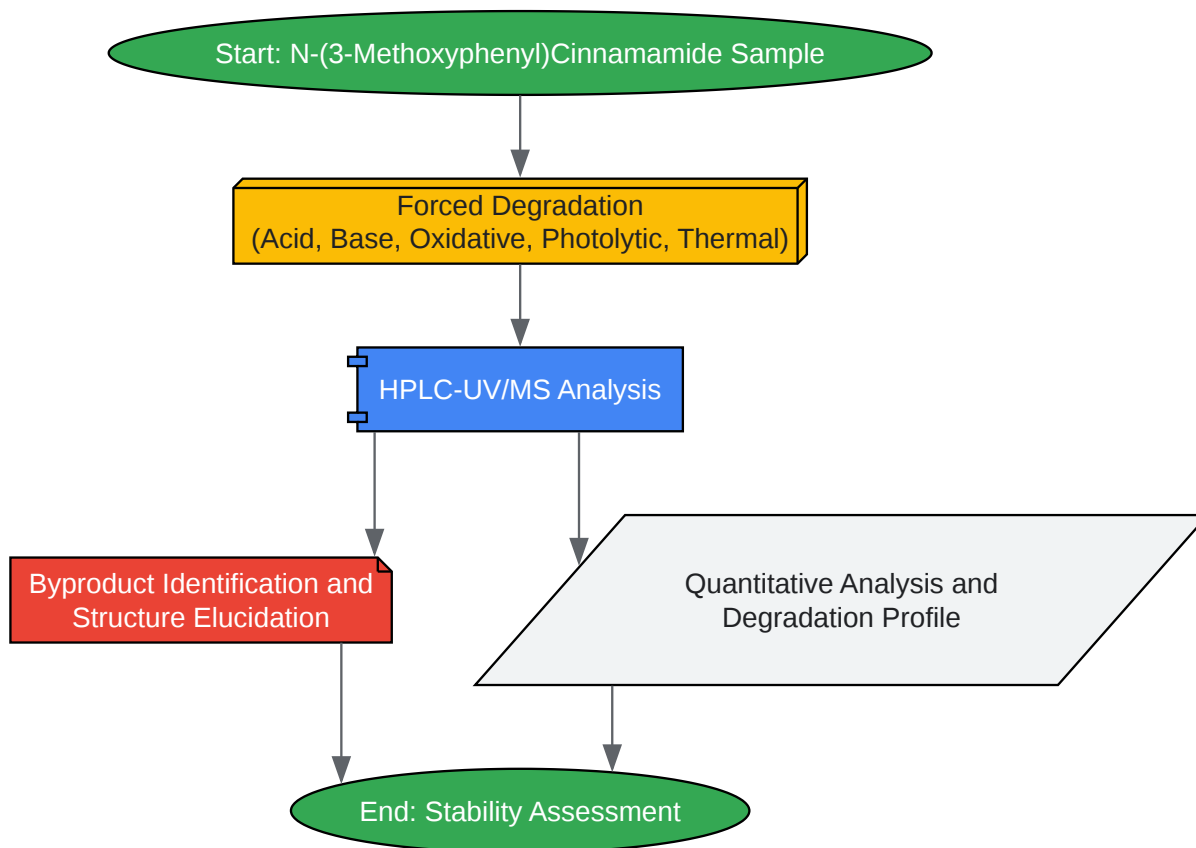 Start: N-(3-Methoxyphenyl)Cinnamamide Sample
Forced Degradation
(Acid, Base, Oxidative, Photolytic, Thermal)
HPLC-UV/MS Analysis
Byproduct Identification and
Structure Elucidation
Quantitative Analysis and
Degradation Profile
End: Stability Assessment